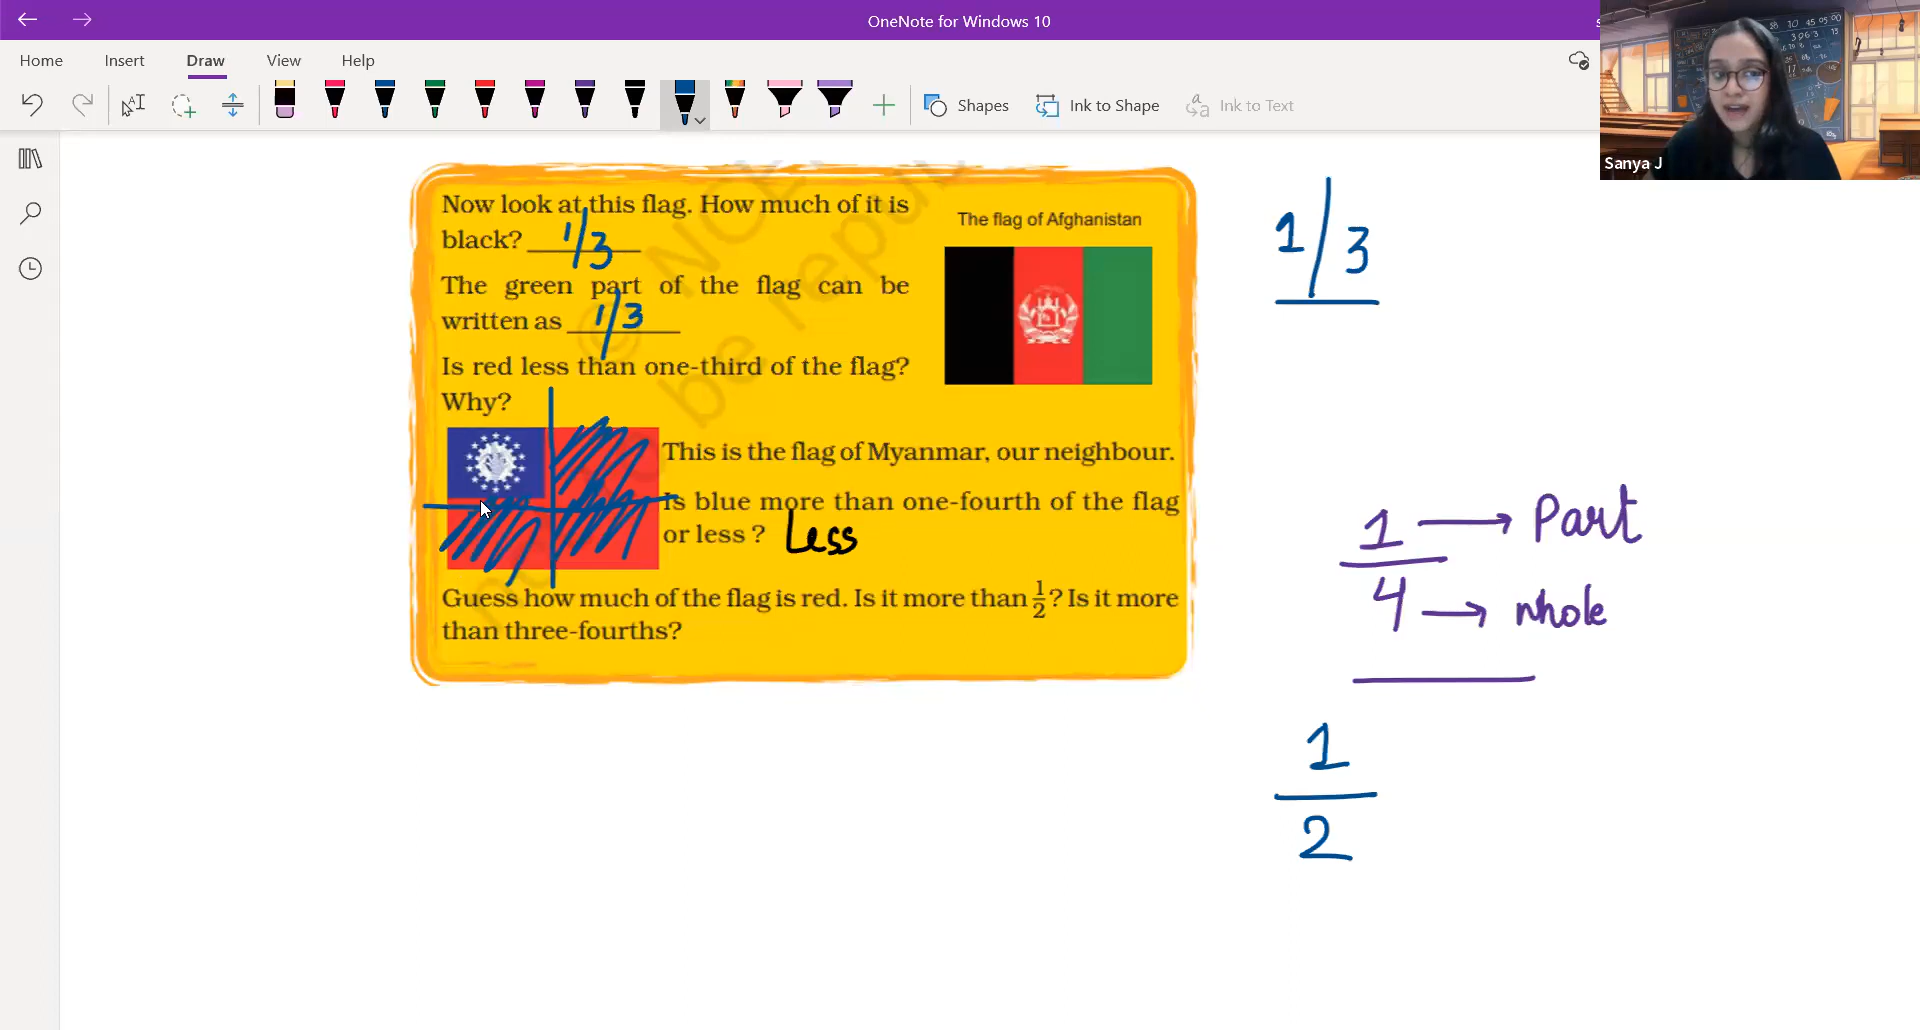 OneNote for Windows 10
Home Insert Draw View Help
Shapes Ink to Shape Ink to Text
Sanya J
Now look at this flag. How much of it is
black? 1/3
The green part of the flag can be
written as 1/3
Is red less than one-third of the flag?
Why?
The flag of Afghanistan
This is the flag of Myanmar, our neighbour.
Is blue more than one-fourth of the flag
or less ? Less
Guess how much of the flag is red. Is it more than 1/2? Is it more
than three-fourths?
1/3
1 → Part
4 → whole
1
2